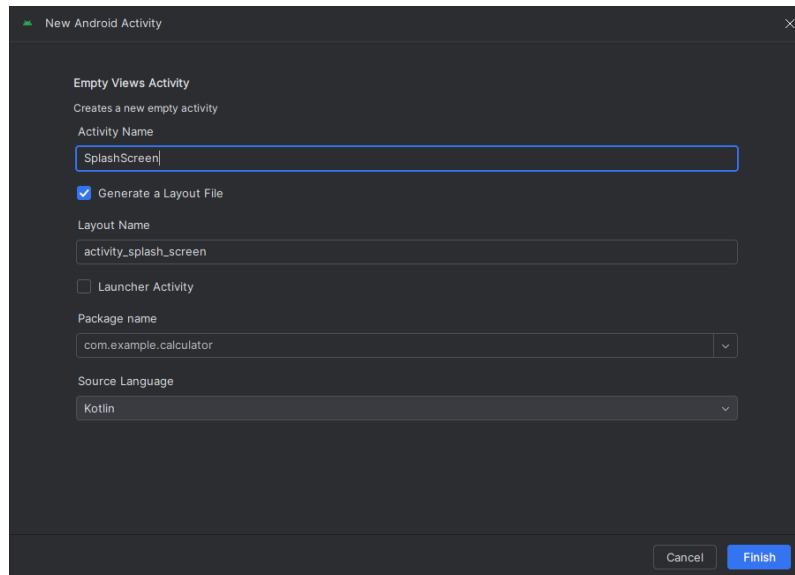 New Android Activity
Empty Views Activity
Creates a new empty activity
Activity Name
SplashScreen
Generate a Layout File
Layout Name
activity_splash_screen
Launcher Activity
Package name
com.example.calculator
Source Language
Kotlin
Cancel Finish